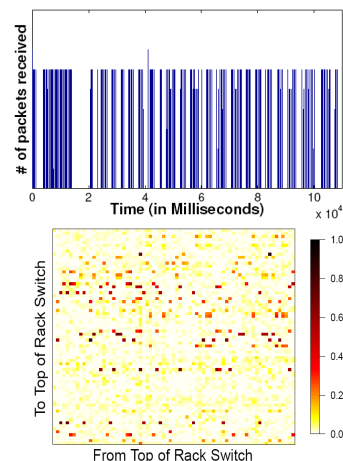 # of packets received
0 2 4 6 8 10
Time (in Milliseconds)
x 10⁴
To Top of Rack Switch
1.0
0.8
0.6
0.4
0.2
0.0
From Top of Rack Switch